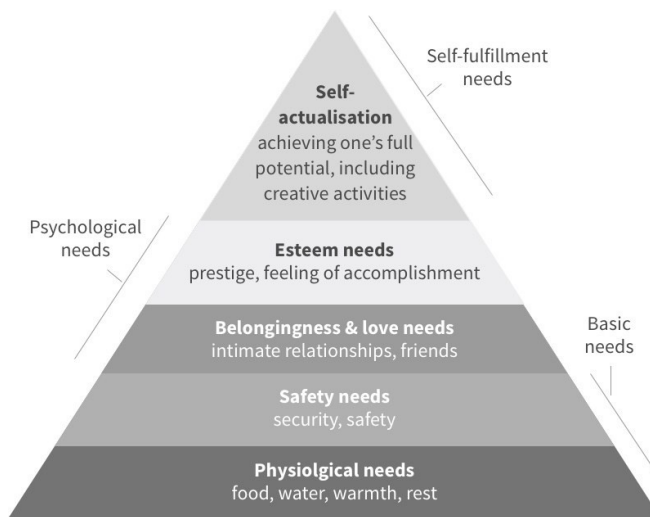 Self-fulfillment
needs
Self-
actualisation
achieving one's full
potential, including
creative activities
Psychological
needs
Esteem needs
prestige, feeling of accomplishment
Belongingness & love needs
intimate relationships, friends
Basic
needs
Safety needs
security, safety
Physiolgical needs
food, water, warmth, rest